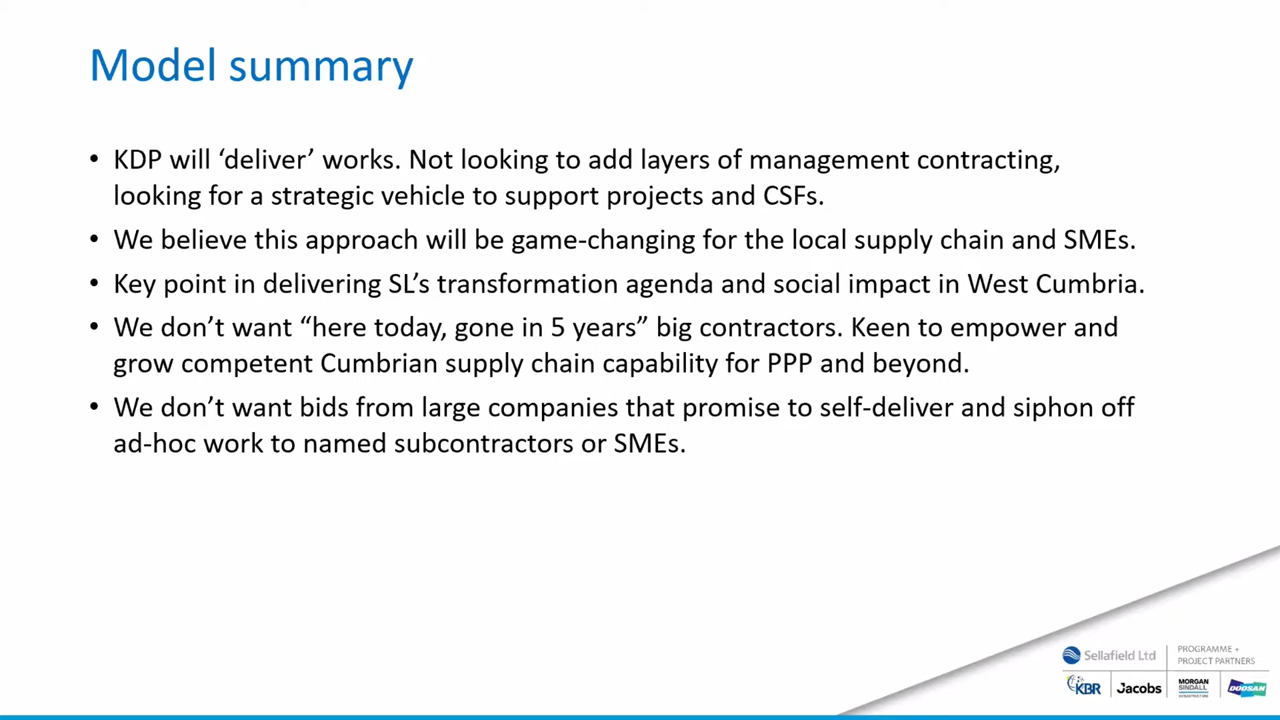 Model summary
• KDP will ‘deliver’ works. Not looking to add layers of management contracting,
looking for a strategic vehicle to support projects and CSFs.
• We believe this approach will be game-changing for the local supply chain and SMEs.
• Key point in delivering SL’s transformation agenda and social impact in West Cumbria.
• We don’t want “here today, gone in 5 years” big contractors. Keen to empower and
grow competent Cumbrian supply chain capability for PPP and beyond.
• We don’t want bids from large companies that promise to self-deliver and siphon off
ad-hoc work to named subcontractors or SMEs.
Sellafield Ltd
PROGRAMME +
PROJECT PARTNERS
KBR
Jacobs
MORGAN
SINDALL
INFRASTRUCTURE
DOOSAN